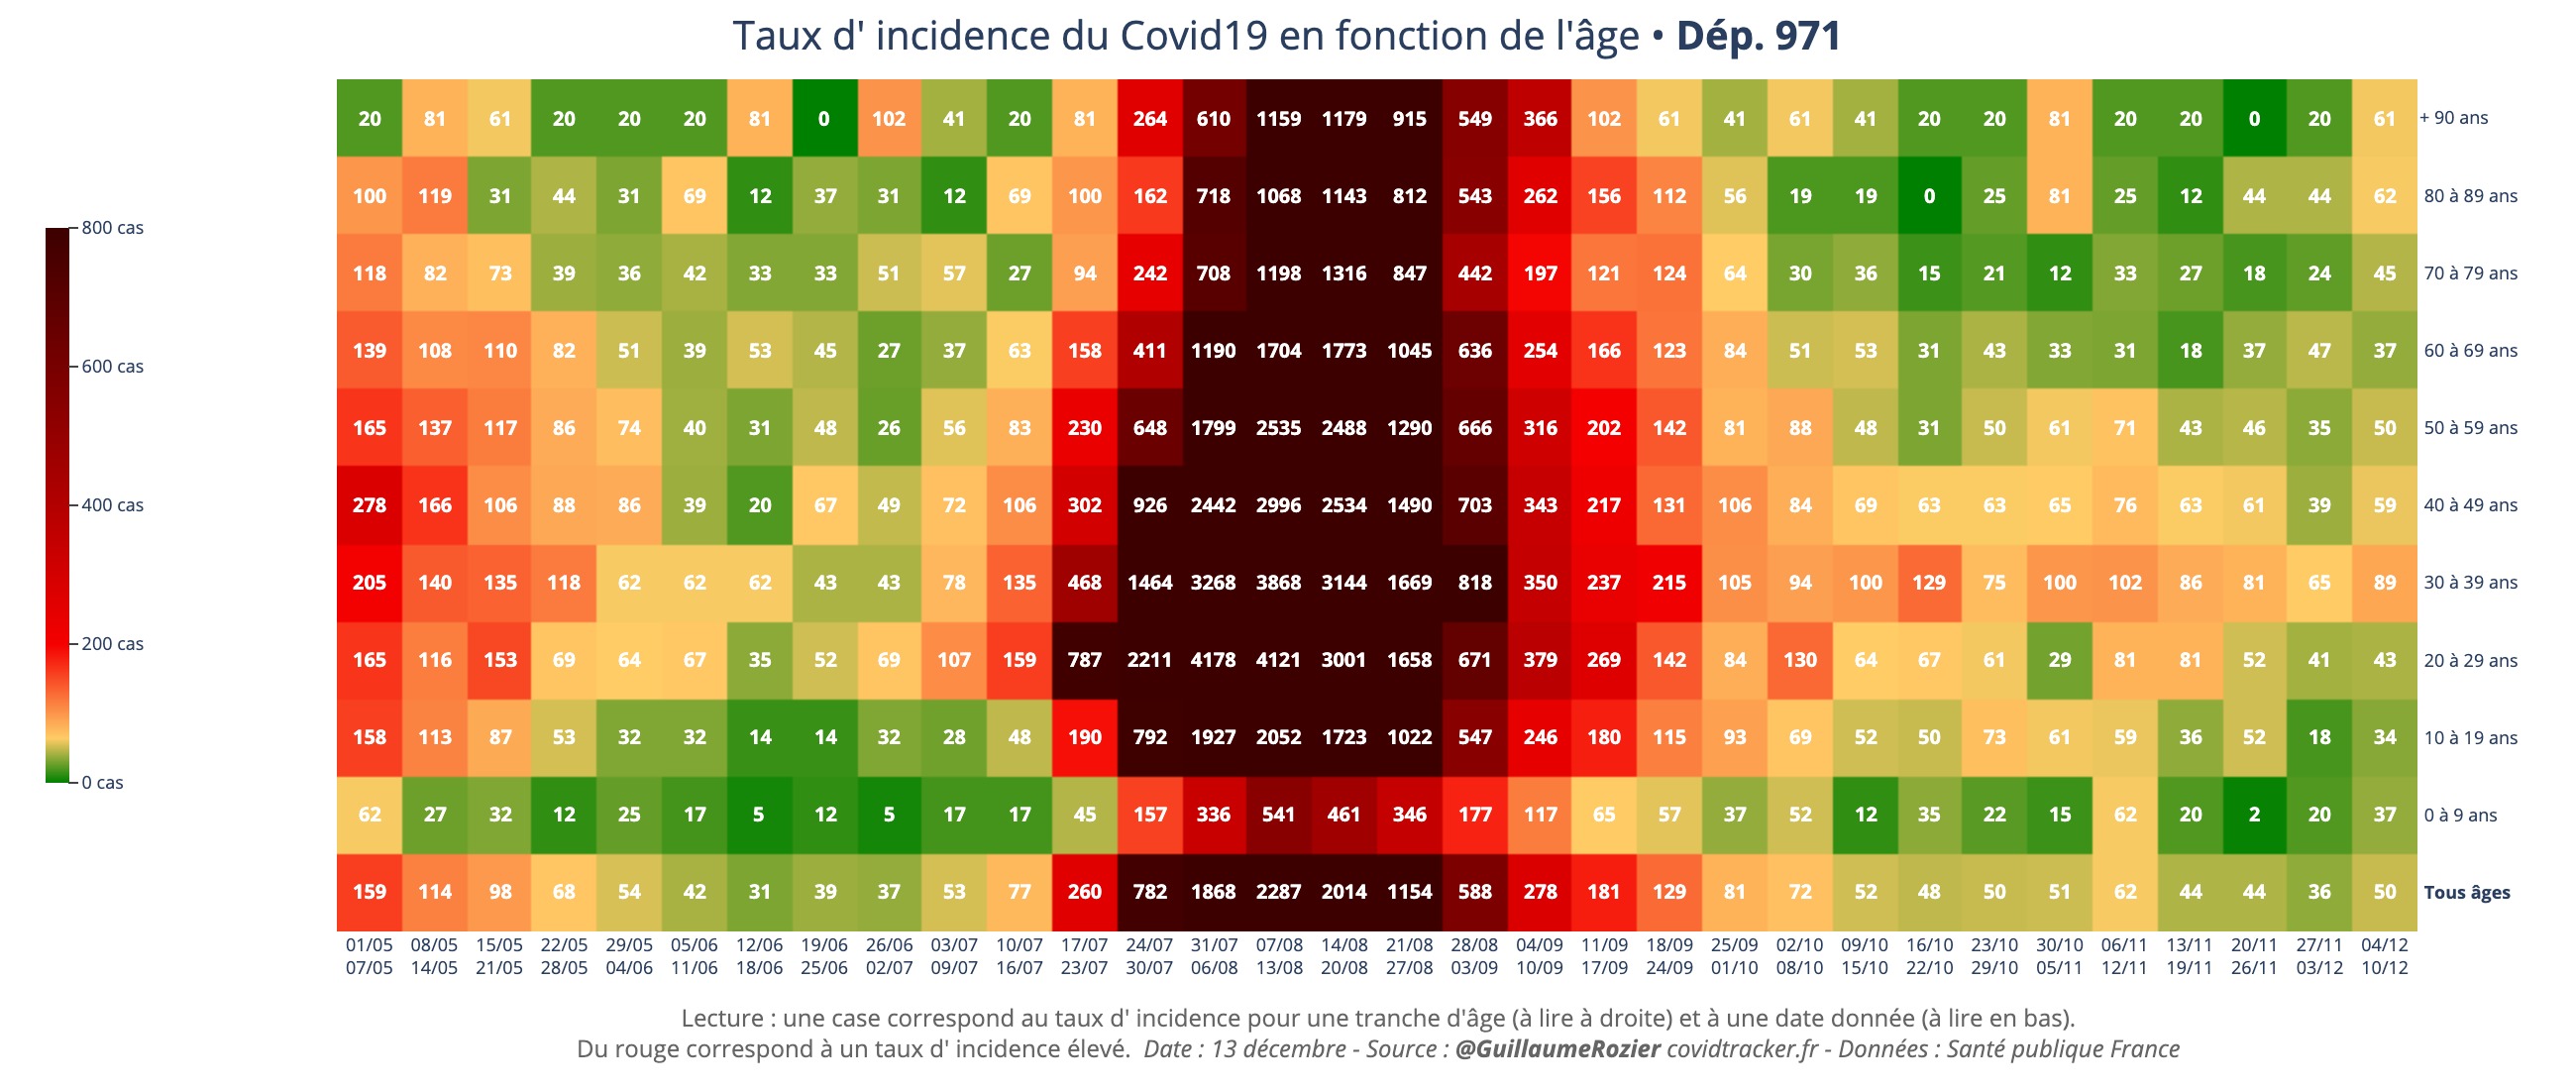 Taux d' incidence du Covid19 en fonction de l'âge • Dép. 971
800 cas
600 cas
400 cas
200 cas
0 cas
20 81 61 20 20 20 81 0 102 41 20 81 264 610 1159 1179 915 549 366 102 61 41 61 41 20 20 81 20 20 0 20 61 + 90 ans
100 119 31 44 31 69 12 37 31 12 69 100 162 718 1068 1143 812 543 262 156 112 56 19 19 0 25 81 25 12 44 44 62 80 à 89 ans
118 82 73 39 36 42 33 33 51 57 27 94 242 708 1198 1316 847 442 197 121 124 64 30 36 15 21 12 33 27 18 24 45 70 à 79 ans
139 108 110 82 51 39 53 45 27 37 63 158 411 1190 1704 1773 1045 636 254 166 123 84 51 53 31 43 33 31 18 37 47 37 60 à 69 ans
165 137 117 86 74 40 31 48 26 56 83 230 648 1799 2535 2488 1290 666 316 202 142 81 88 48 31 50 61 71 43 46 35 50 50 à 59 ans
278 166 106 88 86 39 20 67 49 72 106 302 926 2442 2996 2534 1490 703 343 217 131 106 84 69 63 63 65 76 63 61 39 59 40 à 49 ans
205 140 135 118 62 62 62 43 43 78 135 468 1464 3268 3868 3144 1669 818 350 237 215 105 94 100 129 75 100 102 86 81 65 89 30 à 39 ans
165 116 153 69 64 67 35 52 69 107 159 787 2211 4178 4121 3001 1658 671 379 269 142 84 130 64 67 61 29 81 81 52 41 43 20 à 29 ans
158 113 87 53 32 32 14 14 32 28 48 190 792 1927 2052 1723 1022 547 246 180 115 93 69 52 50 73 61 59 36 52 18 34 10 à 19 ans
62 27 32 12 25 17 5 12 5 17 17 45 157 336 541 461 346 177 117 65 57 37 52 12 35 22 15 62 20 2 20 37 0 à 9 ans
159 114 98 68 54 42 31 39 37 53 77 260 782 1868 2287 2014 1154 588 278 181 129 81 72 52 48 50 51 62 44 44 36 50 Tous âges
01/05 08/05 15/05 22/05 29/05 05/06 12/06 19/06 26/06 03/07 10/07 17/07 24/07 31/07 07/08 14/08 21/08 28/08 04/09 11/09 18/09 25/09 02/10 09/10 16/10 23/10 30/10 06/11 13/11 20/11 27/11 04/12
07/05 14/05 21/05 28/05 04/06 11/06 18/06 25/06 02/07 09/07 16/07 23/07 30/07 06/08 13/08 20/08 27/08 03/09 10/09 17/09 24/09 01/10 08/10 15/10 22/10 29/10 05/11 12/11 19/11 26/11 03/12 10/12
Lecture : une case correspond au taux d' incidence pour une tranche d'âge (à lire à droite) et à une date donnée (à lire en bas).
Du rouge correspond à un taux d' incidence élevé. Date : 13 décembre - Source : @GuillaumeRozier covidtracker.fr - Données : Santé publique France